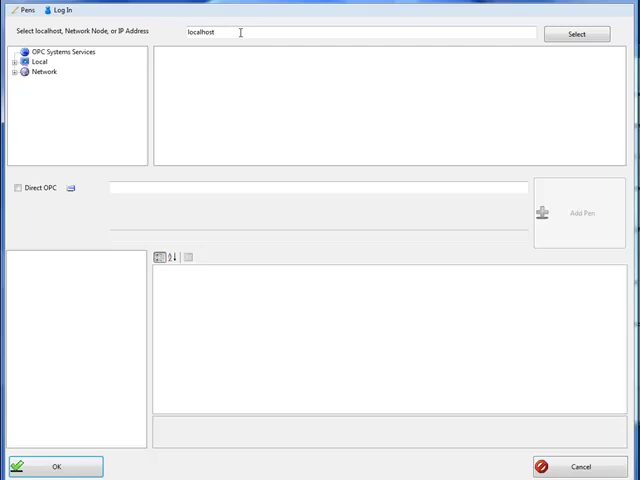 Pens Log In
Select localhost, Network Node, or IP Address localhost Select
OPC Systems Services
Local
Network
Direct OPC
Add Pen
OK Cancel